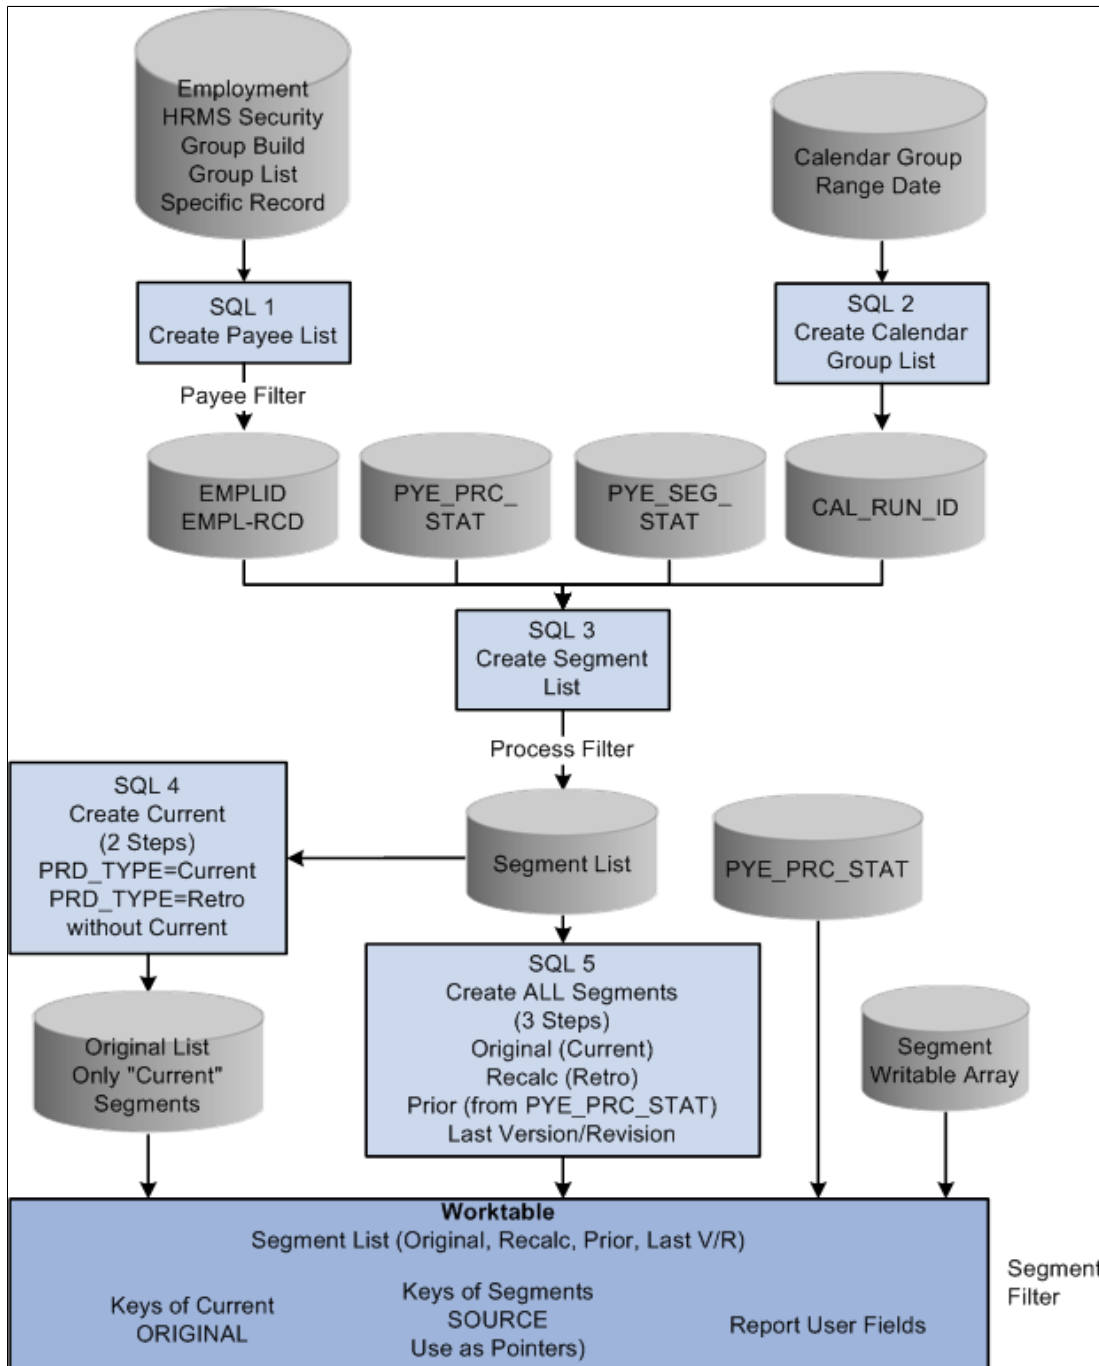 Employment
HRMS Security
Group Build
Group List
Specific Record
Calendar Group
Range Date
SQL 1
Create Payee List
SQL 2
Create Calendar
Group List
Payee Filter
EMPLID
EMPL-RCD
PYE_PRC_
STAT
PYE_SEG_
STAT
CAL_RUN_ID
SQL 3
Create Segment
List
Process Filter
SQL 4
Create Current
(2 Steps)
PRD_TYPE=Current
PRD_TYPE=Retro
without Current
Segment List
PYE_PRC_STAT
SQL 5
Create ALL Segments
(3 Steps)
Original (Current)
Recalc (Retro)
Prior (from PYE_PRC_STAT)
Last Version/Revision
Original List
Only "Current"
Segments
Segment
Writable Array
Worktable
Segment List (Original, Recalc, Prior, Last V/R)
Keys of Current
ORIGINAL
Keys of Segments
SOURCE
Use as Pointers)
Report User Fields
Segment
Filter